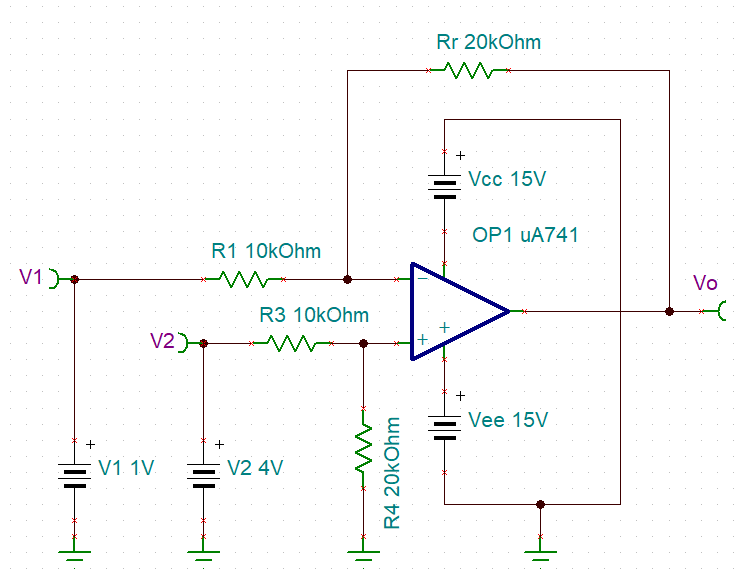 Rr 20kOhm
+
Vcc 15V
OP1 uA741
R1 10kOhm
V1
−
Vo
R3 10kOhm
V2
+
+
+
Vee 15V
R4 20kOhm
+
V1 1V
+
V2 4V